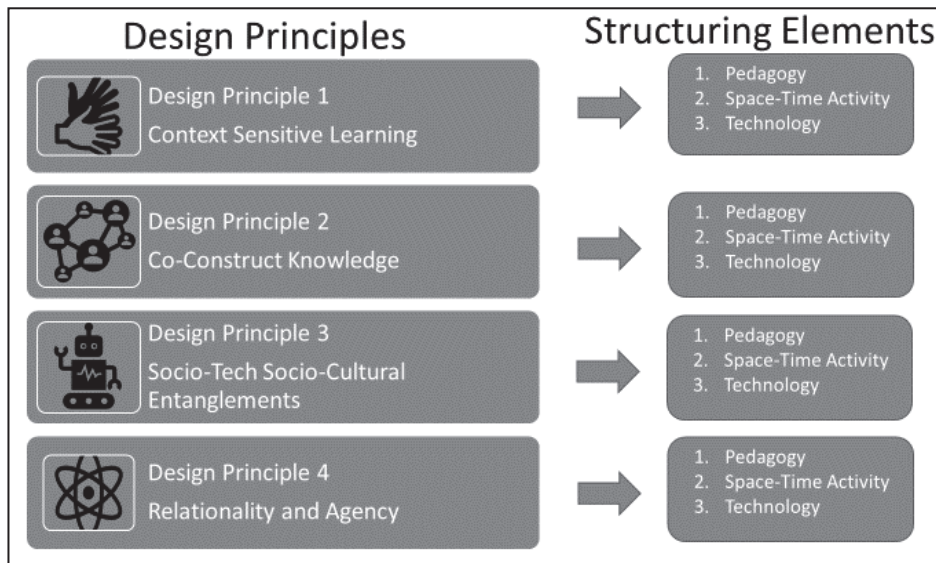 Design Principles
Structuring Elements
Design Principle 1
Context Sensitive Learning
1. Pedagogy
2. Space-Time Activity
3. Technology
Design Principle 2
Co-Construct Knowledge
1. Pedagogy
2. Space-Time Activity
3. Technology
Design Principle 3
Socio-Tech Socio-Cultural
Entanglements
1. Pedagogy
2. Space-Time Activity
3. Technology
Design Principle 4
Relationality and Agency
1. Pedagogy
2. Space-Time Activity
3. Technology